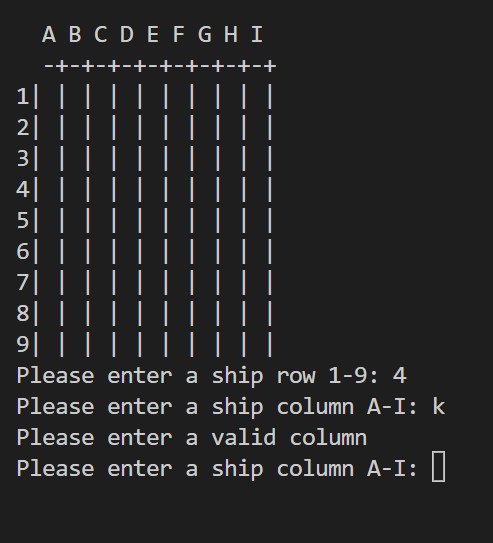 A B C D E F G H I
  -+-+-+-+-+-+-+-+-+
1| | | | | | | | | |
2| | | | | | | | | |
3| | | | | | | | | |
4| | | | | | | | | |
5| | | | | | | | | |
6| | | | | | | | | |
7| | | | | | | | | |
8| | | | | | | | | |
9| | | | | | | | | |
Please enter a ship row 1-9: 4
Please enter a ship column A-I: k
Please enter a valid column
Please enter a ship column A-I: